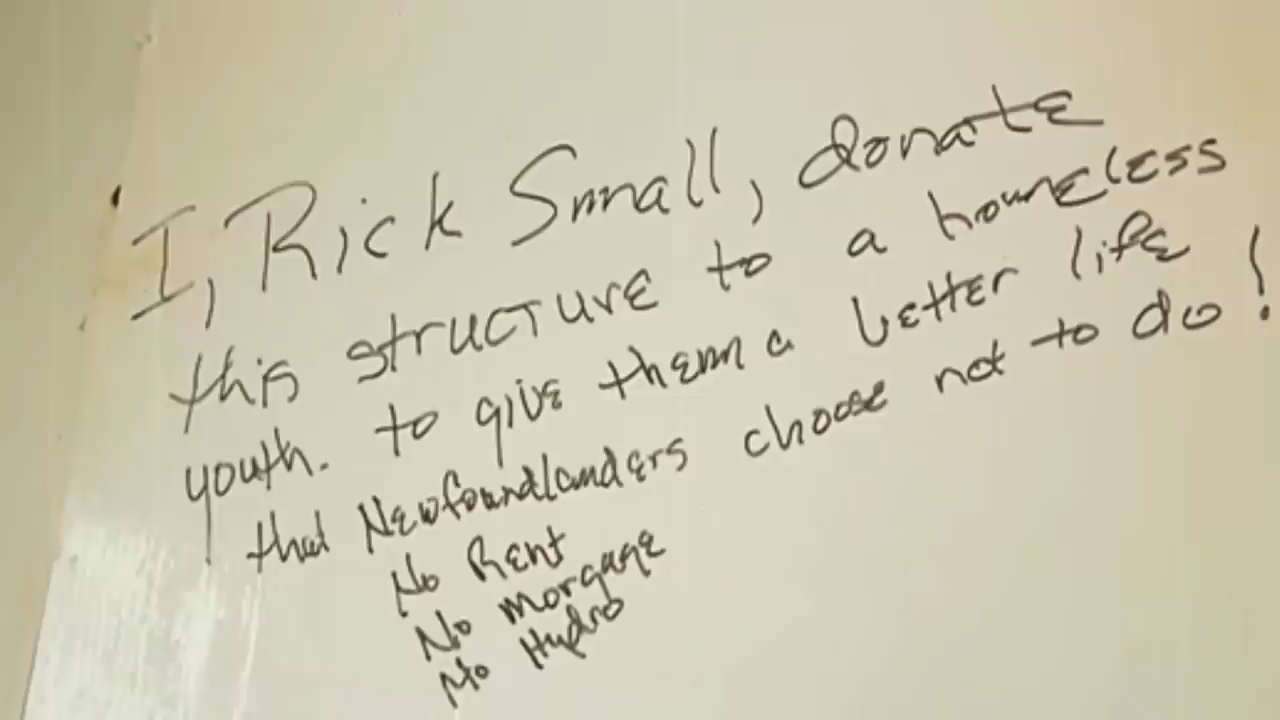 I, Rick Small, donate
this structure to a homeless
youth. to give them a better life
that Newfoundlanders choose not to do!
No Rent
No morgage
No Hydro